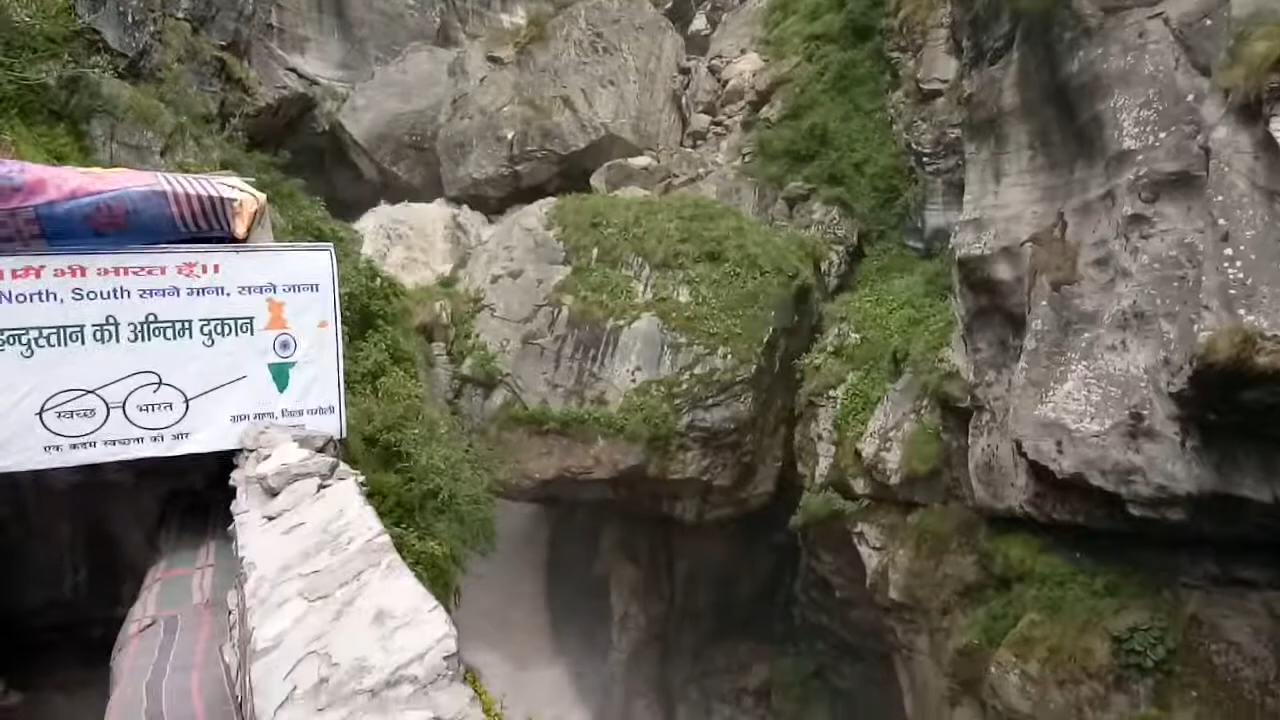 ।।मैं भी भारत हूँ।।
North, South सबने माना, सबने जाना
हिन्दुस्तान की अन्तिम दुकान
स्वच्छ भारत
एक कदम स्वच्छता की ओर
ग्राम माणा, जिला चमोली